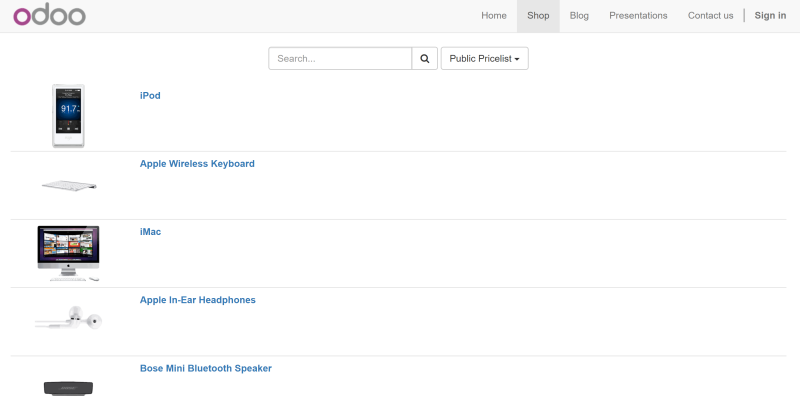 odoo
Home Shop Blog Presentations Contact us Sign in
Search... Public Pricelist
91.7
iPod
Apple Wireless Keyboard
iMac
Apple In-Ear Headphones
Bose Mini Bluetooth Speaker